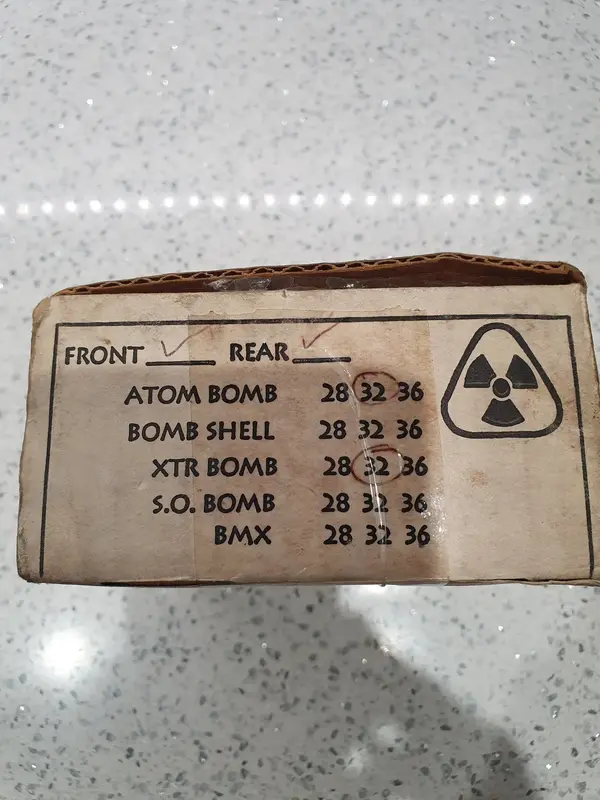 FRONT ✓ REAR ✓
ATOM BOMB 28 32 36
BOMB SHELL 28 32 36
XTR BOMB 28 32 36
S.O. BOMB 28 32 36
BMX 28 32 36